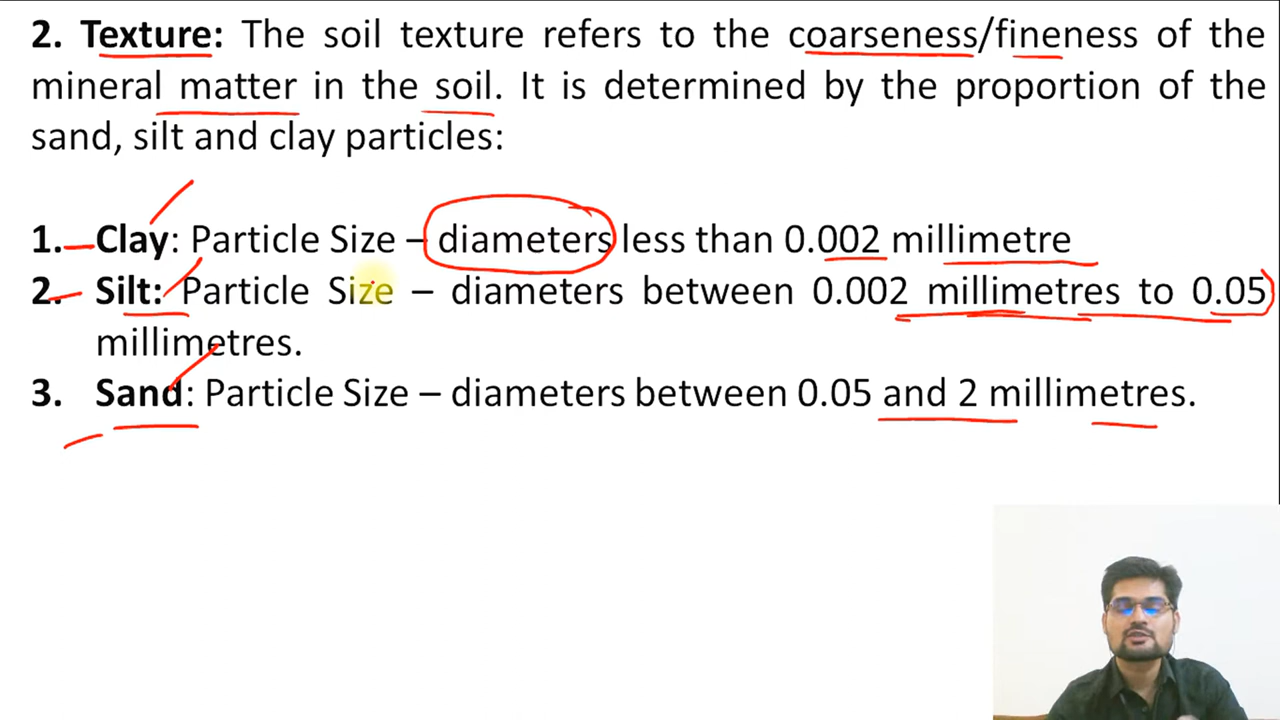 2. Texture: The soil texture refers to the coarseness/fineness of the
mineral matter in the soil. It is determined by the proportion of the
sand, silt and clay particles:
1. Clay: Particle Size – diameters less than 0.002 millimetre
2. Silt: Particle Size – diameters between 0.002 millimetres to 0.05
millimetres.
3. Sand: Particle Size – diameters between 0.05 and 2 millimetres.